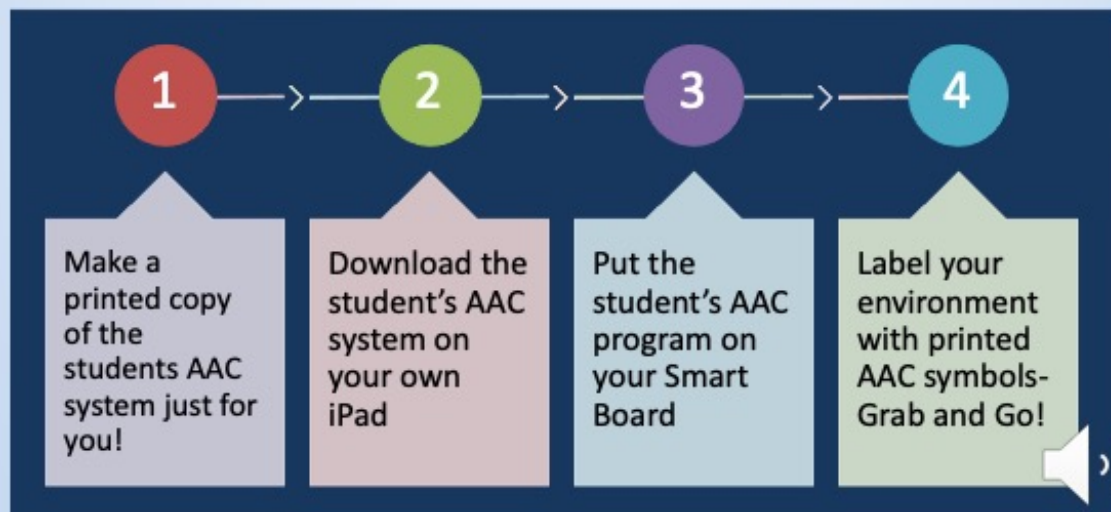 1
2
3
4
Make a
printed copy
of the
students AAC
system just for
you!
Download the
student's AAC
system on
your own
iPad
Put the
student's AAC
program on
your Smart
Board
Label your
environment
with printed
AAC symbols-
Grab and Go!